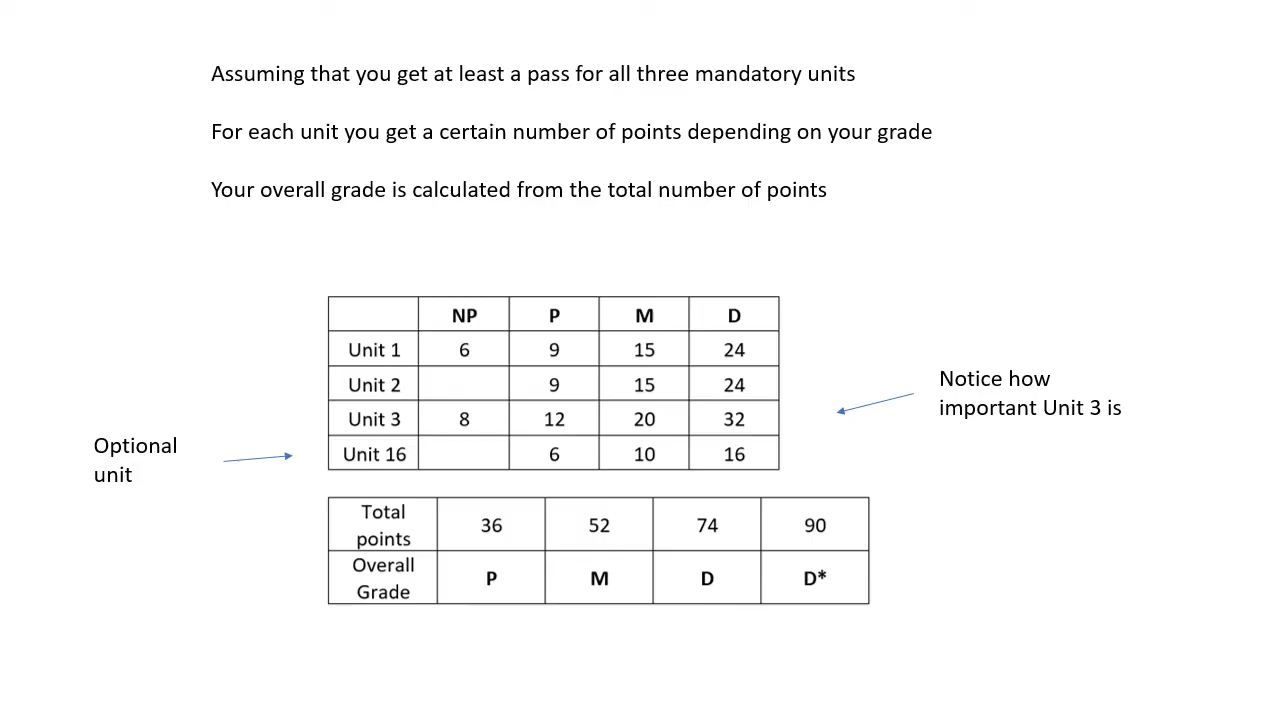 Assuming that you get at least a pass for all three mandatory units
For each unit you get a certain number of points depending on your grade
Your overall grade is calculated from the total number of points
NP P M D
Unit 1 6 9 15 24
Unit 2 9 15 24
Unit 3 8 12 20 32
Unit 16 6 10 16
Notice how
important Unit 3 is
Optional
unit
Total
points 36 52 74 90
Overall
Grade P M D D*